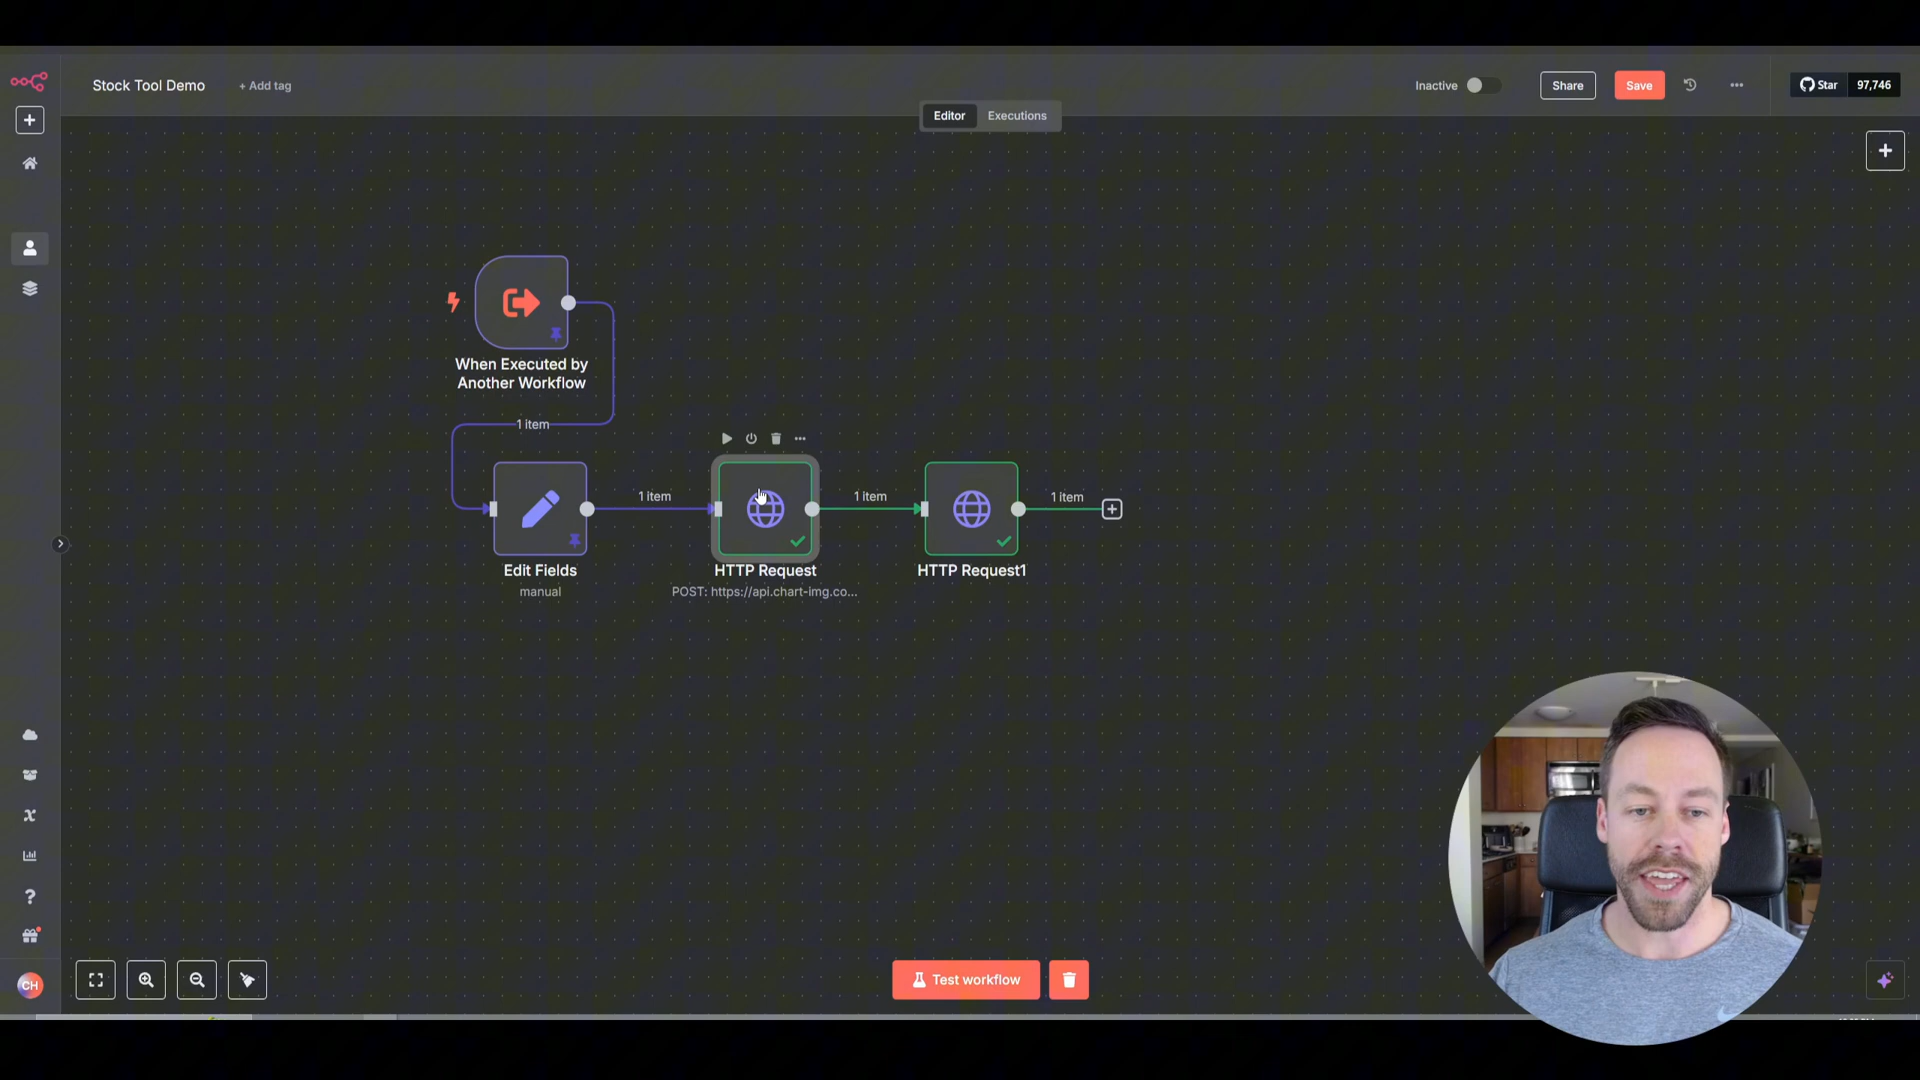 Stock Tool Demo
+ Add tag
Inactive
Share
Save
Star
97,746
Editor
Executions
When Executed by
Another Workflow
1 item
1 item
1 item
1 item
Edit Fields
manual
HTTP Request
POST: https://api.chart-img.co...
HTTP Request1
CH
Test workflow